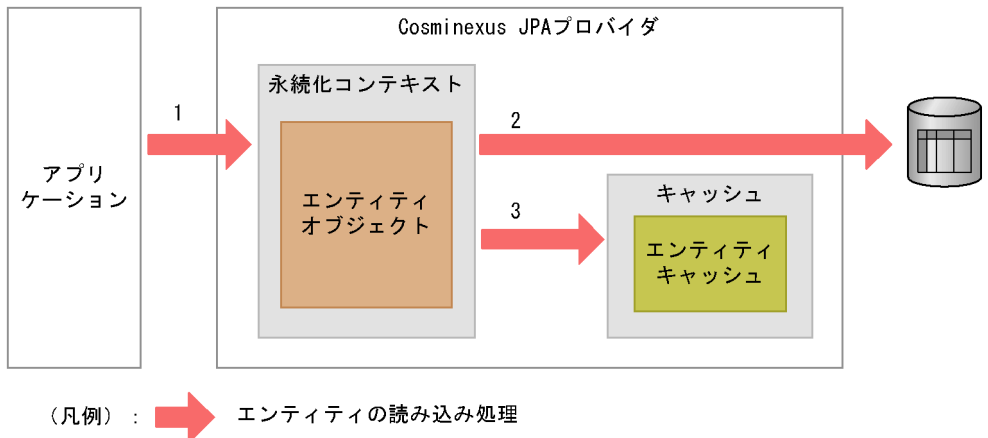 Cosminexus JPAプロバイダ
永続化コンテキスト
1
2
アプリ
ケーション
エンティティ
オブジェクト
3
キャッシュ
エンティティ
キャッシュ
(凡例) : エンティティの読み込み処理